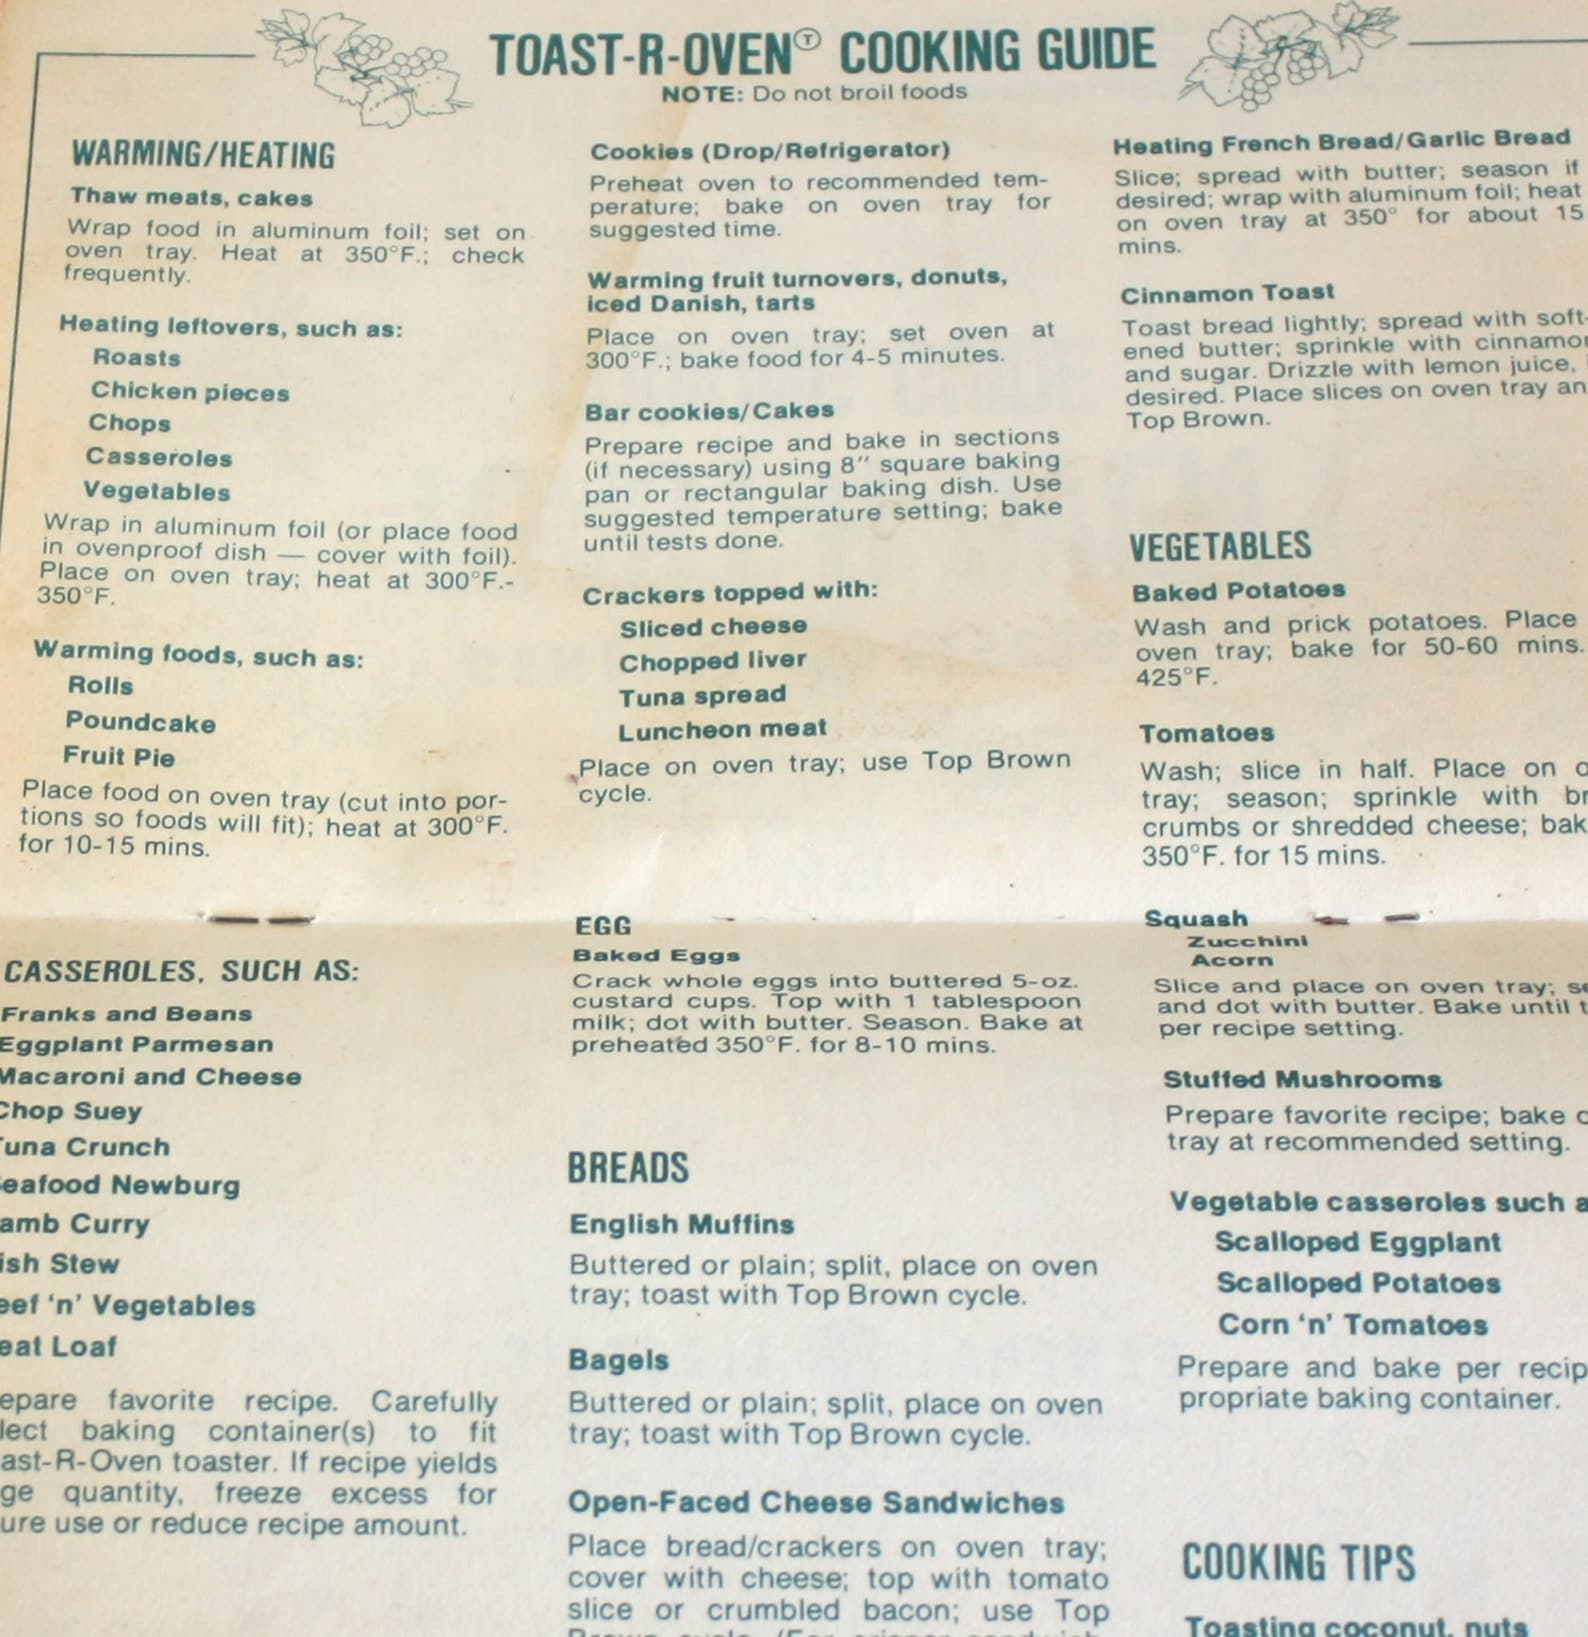 TOAST-R-OVEN Ⓣ COOKING GUIDE
NOTE: Do not broil foods
WARMING/HEATING
Thaw meats, cakes
Wrap food in aluminum foil; set on
oven tray. Heat at 350°F.; check
frequently.
Heating leftovers, such as:
Roasts
Chicken pieces
Chops
Casseroles
Vegetables
Wrap in aluminum foil (or place food
in ovenproof dish — cover with foil).
Place on oven tray; heat at 300°F.-
350°F.
Warming foods, such as:
Rolls
Poundcake
Fruit Pie
Place food on oven tray (cut into por-
tions so foods will fit); heat at 300°F.
for 10-15 mins.
CASSEROLES, SUCH AS:
Franks and Beans
Eggplant Parmesan
Macaroni and Cheese
Chop Suey
Tuna Crunch
eafood Newburg
amb Curry
ish Stew
eef 'n' Vegetables
eat Loaf
epare favorite recipe. Carefully
lect baking container(s) to fit
ast-R-Oven toaster. If recipe yields
ge quantity, freeze excess for
ure use or reduce recipe amount.
Cookies (Drop/Refrigerator)
Preheat oven to recommended tem-
perature; bake on oven tray for
suggested time.
Warming fruit turnovers, donuts,
iced Danish, tarts
Place on oven tray; set oven at
300°F.; bake food for 4-5 minutes.
Bar cookies/Cakes
Prepare recipe and bake in sections
(if necessary) using 8" square baking
pan or rectangular baking dish. Use
suggested temperature setting; bake
until tests done.
Crackers topped with:
Sliced cheese
Chopped liver
Tuna spread
Luncheon meat
Place on oven tray; use Top Brown
cycle.
EGG
Baked Eggs
Crack whole eggs into buttered 5-oz.
custard cups. Top with 1 tablespoon
milk; dot with butter. Season. Bake at
preheated 350°F. for 8-10 mins.
BREADS
English Muffins
Buttered or plain; split, place on oven
tray; toast with Top Brown cycle.
Bagels
Buttered or plain; split, place on oven
tray; toast with Top Brown cycle.
Open-Faced Cheese Sandwiches
Place bread/crackers on oven tray;
cover with cheese; top with tomato
slice or crumbled bacon; use Top
Heating French Bread/Garlic Bread
Slice; spread with butter; season if
desired; wrap with aluminum foil; heat
on oven tray at 350° for about 15
mins.
Cinnamon Toast
Toast bread lightly; spread with soft-
ened butter; sprinkle with cinnamon
and sugar. Drizzle with lemon juice,
desired. Place slices on oven tray an
Top Brown.
VEGETABLES
Baked Potatoes
Wash and prick potatoes. Place
oven tray; bake for 50-60 mins.
425°F.
Tomatoes
Wash; slice in half. Place on o
tray; season; sprinkle with br
crumbs or shredded cheese; bak
350°F. for 15 mins.
Squash
Zucchini
Acorn
Slice and place on oven tray; se
and dot with butter. Bake until t
per recipe setting.
Stuffed Mushrooms
Prepare favorite recipe; bake o
tray at recommended setting.
Vegetable casseroles such a
Scalloped Eggplant
Scalloped Potatoes
Corn 'n' Tomatoes
Prepare and bake per recip
propriate baking container.
COOKING TIPS
Toasting coconut, nuts